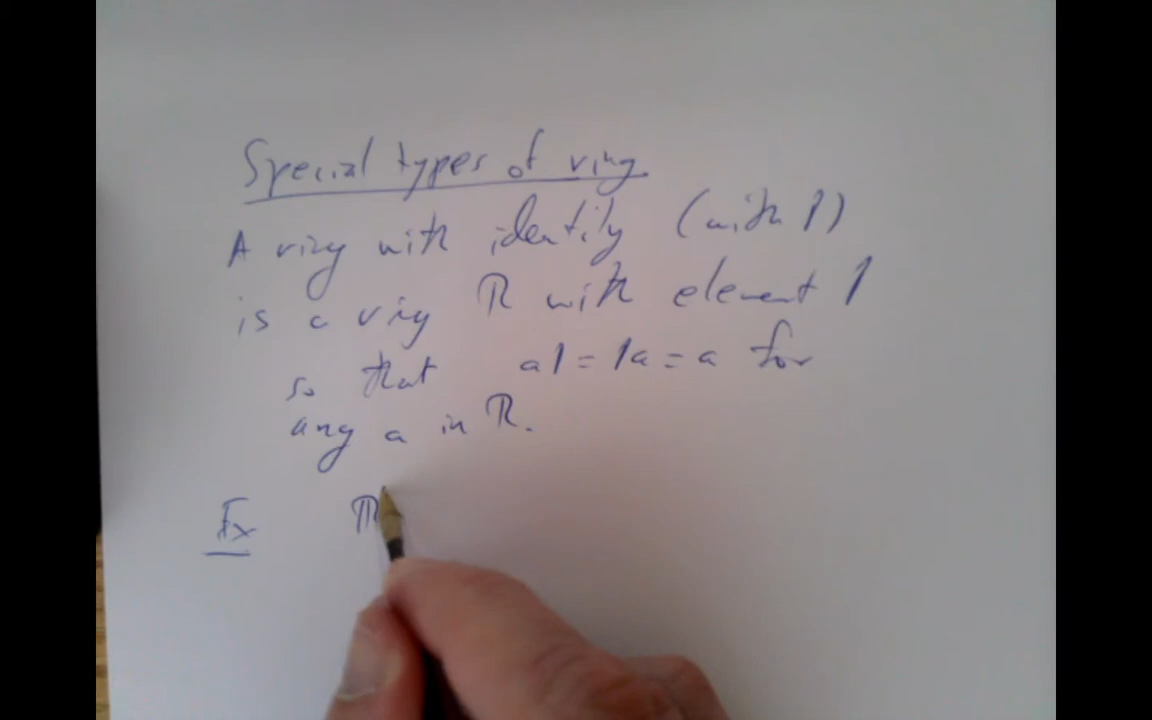 Special types of ring
A ring with identity (with 1)
is a ring R with element 1
so that a1 = 1a = a for
any a in R.
Ex R